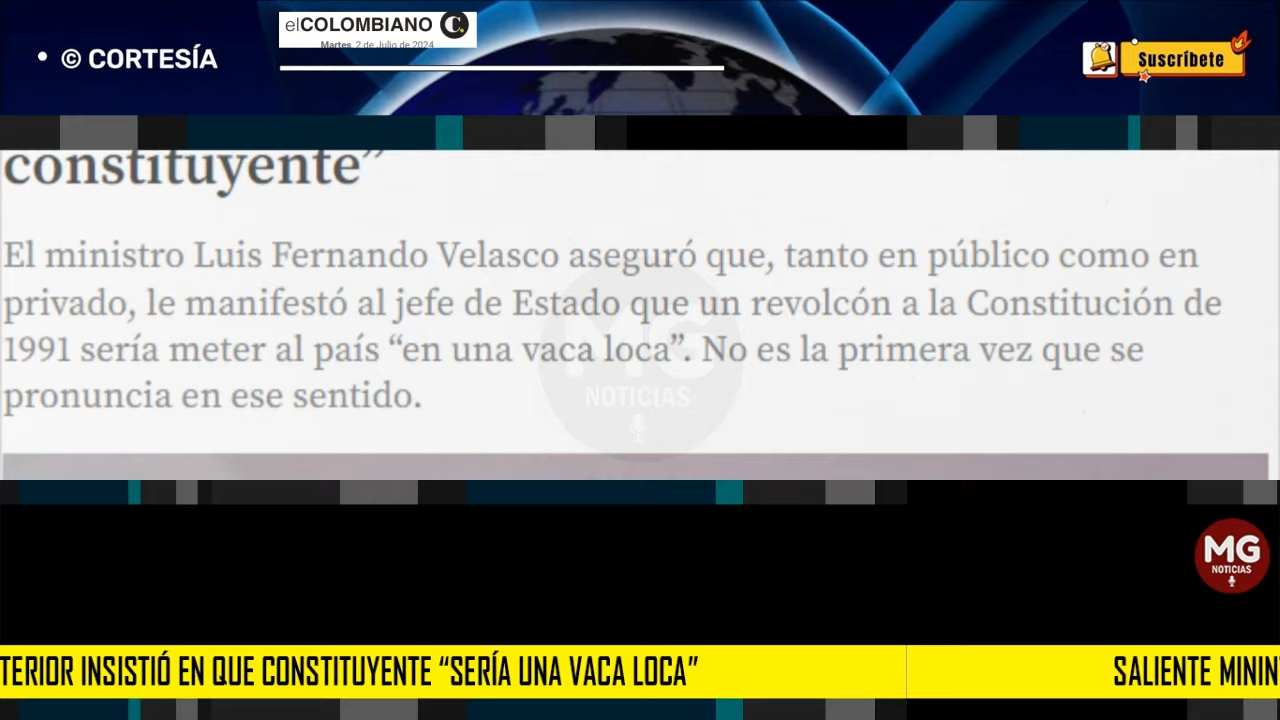 elCOLOMBIANO C
Martes, 2 de Julio de 2024
• © CORTESÍA
Suscríbete
constituyente”
El ministro Luis Fernando Velasco aseguró que, tanto en público como en
privado, le manifestó al jefe de Estado que un revolcón a la Constitución de
1991 sería meter al país “en una vaca loca”. No es la primera vez que se
pronuncia en ese sentido.
MG
NOTICIAS
MG
NOTICIAS
TERIOR INSISTIÓ EN QUE CONSTITUYENTE “SERÍA UNA VACA LOCA”
SALIENTE MININ